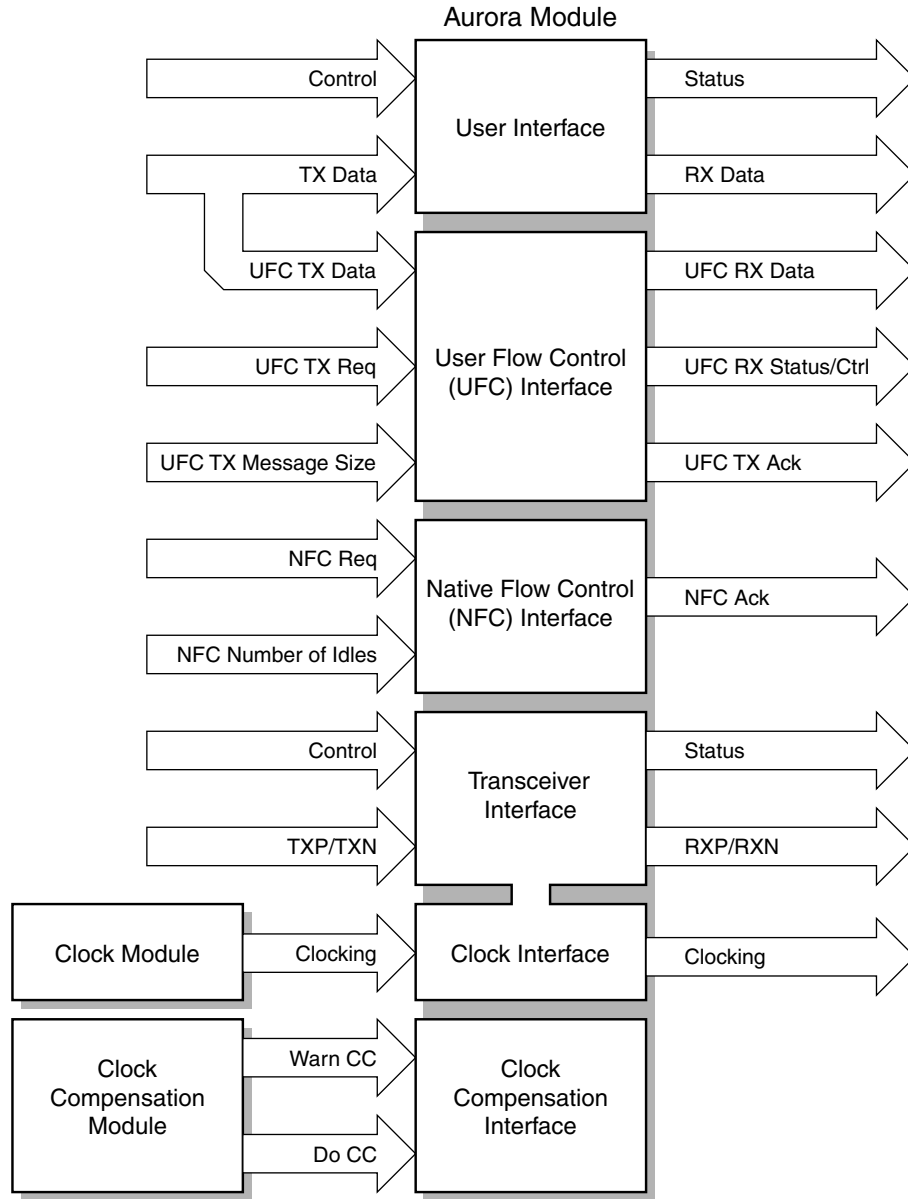 Aurora Module
Control
User Interface
Status
TX Data
RX Data
UFC TX Data
UFC RX Data
UFC TX Req
User Flow Control
(UFC) Interface
UFC RX Status/Ctrl
UFC TX Message Size
UFC TX Ack
NFC Req
Native Flow Control
(NFC) Interface
NFC Ack
NFC Number of Idles
Control
Transceiver
Interface
Status
TXP/TXN
RXP/RXN
Clock Module
Clocking
Clock Interface
Clocking
Clock
Compensation
Module
Warn CC
Do CC
Clock
Compensation
Interface